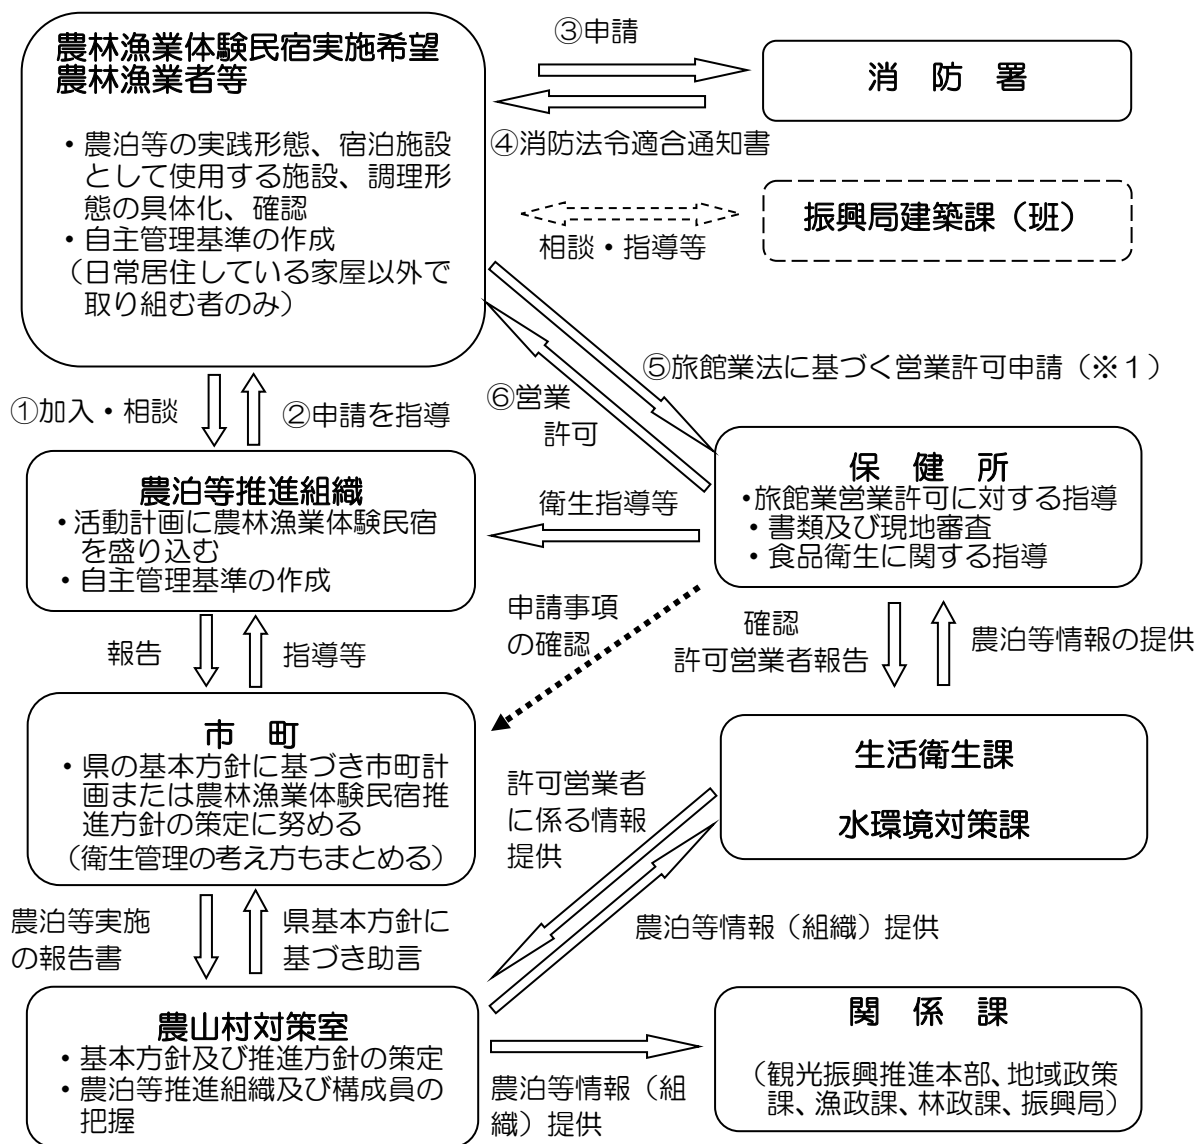 農林漁業体験民宿実施希望
農林漁業者等
・農泊等の実践形態、宿泊施設
として使用する施設、調理形
態の具体化、確認
・自主管理基準の作成
（日常居住している家屋以外で
取り組む者のみ）
③申請
消　防　署
④消防法令適合通知書
振興局建築課（班）
相談・指導等
⑤旅館業法に基づく営業許可申請（※１）
⑥営業
許可
①加入・相談
②申請を指導
農泊等推進組織
・活動計画に農林漁業体験民宿
を盛り込む
・自主管理基準の作成
衛生指導等
保　健　所
・旅館業営業許可に対する指導
・書類及び現地審査
・食品衛生に関する指導
報告
指導等
申請事項
の確認
確認
許可営業者報告
農泊等情報の提供
市　町
・県の基本方針に基づき市町計
画または農林漁業体験民宿推
進方針の策定に努める
（衛生管理の考え方もまとめる）
許可営業者
に係る情報
提供
生活衛生課
水環境対策課
農泊等実施
の報告書
県基本方針に
基づき助言
農泊等情報（組織）提供
農山村対策室
・基本方針及び推進方針の策定
・農泊等推進組織及び構成員の
把握
農泊等情報（組
織）提供
関　係　課
（観光振興推進本部、地域政策
課、漁政課、林政課、振興局）